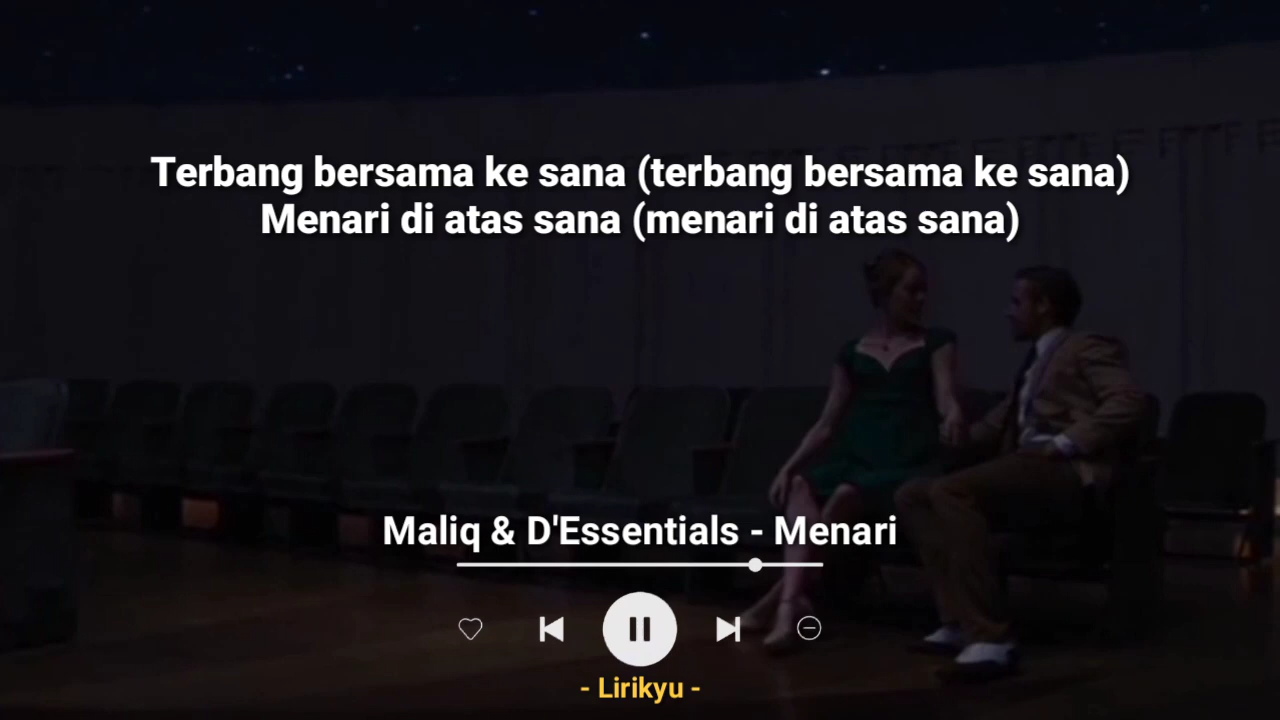 Terbang bersama ke sana (terbang bersama ke sana)
Menari di atas sana (menari di atas sana)
Maliq & D'Essentials - Menari
- Lirikyu -